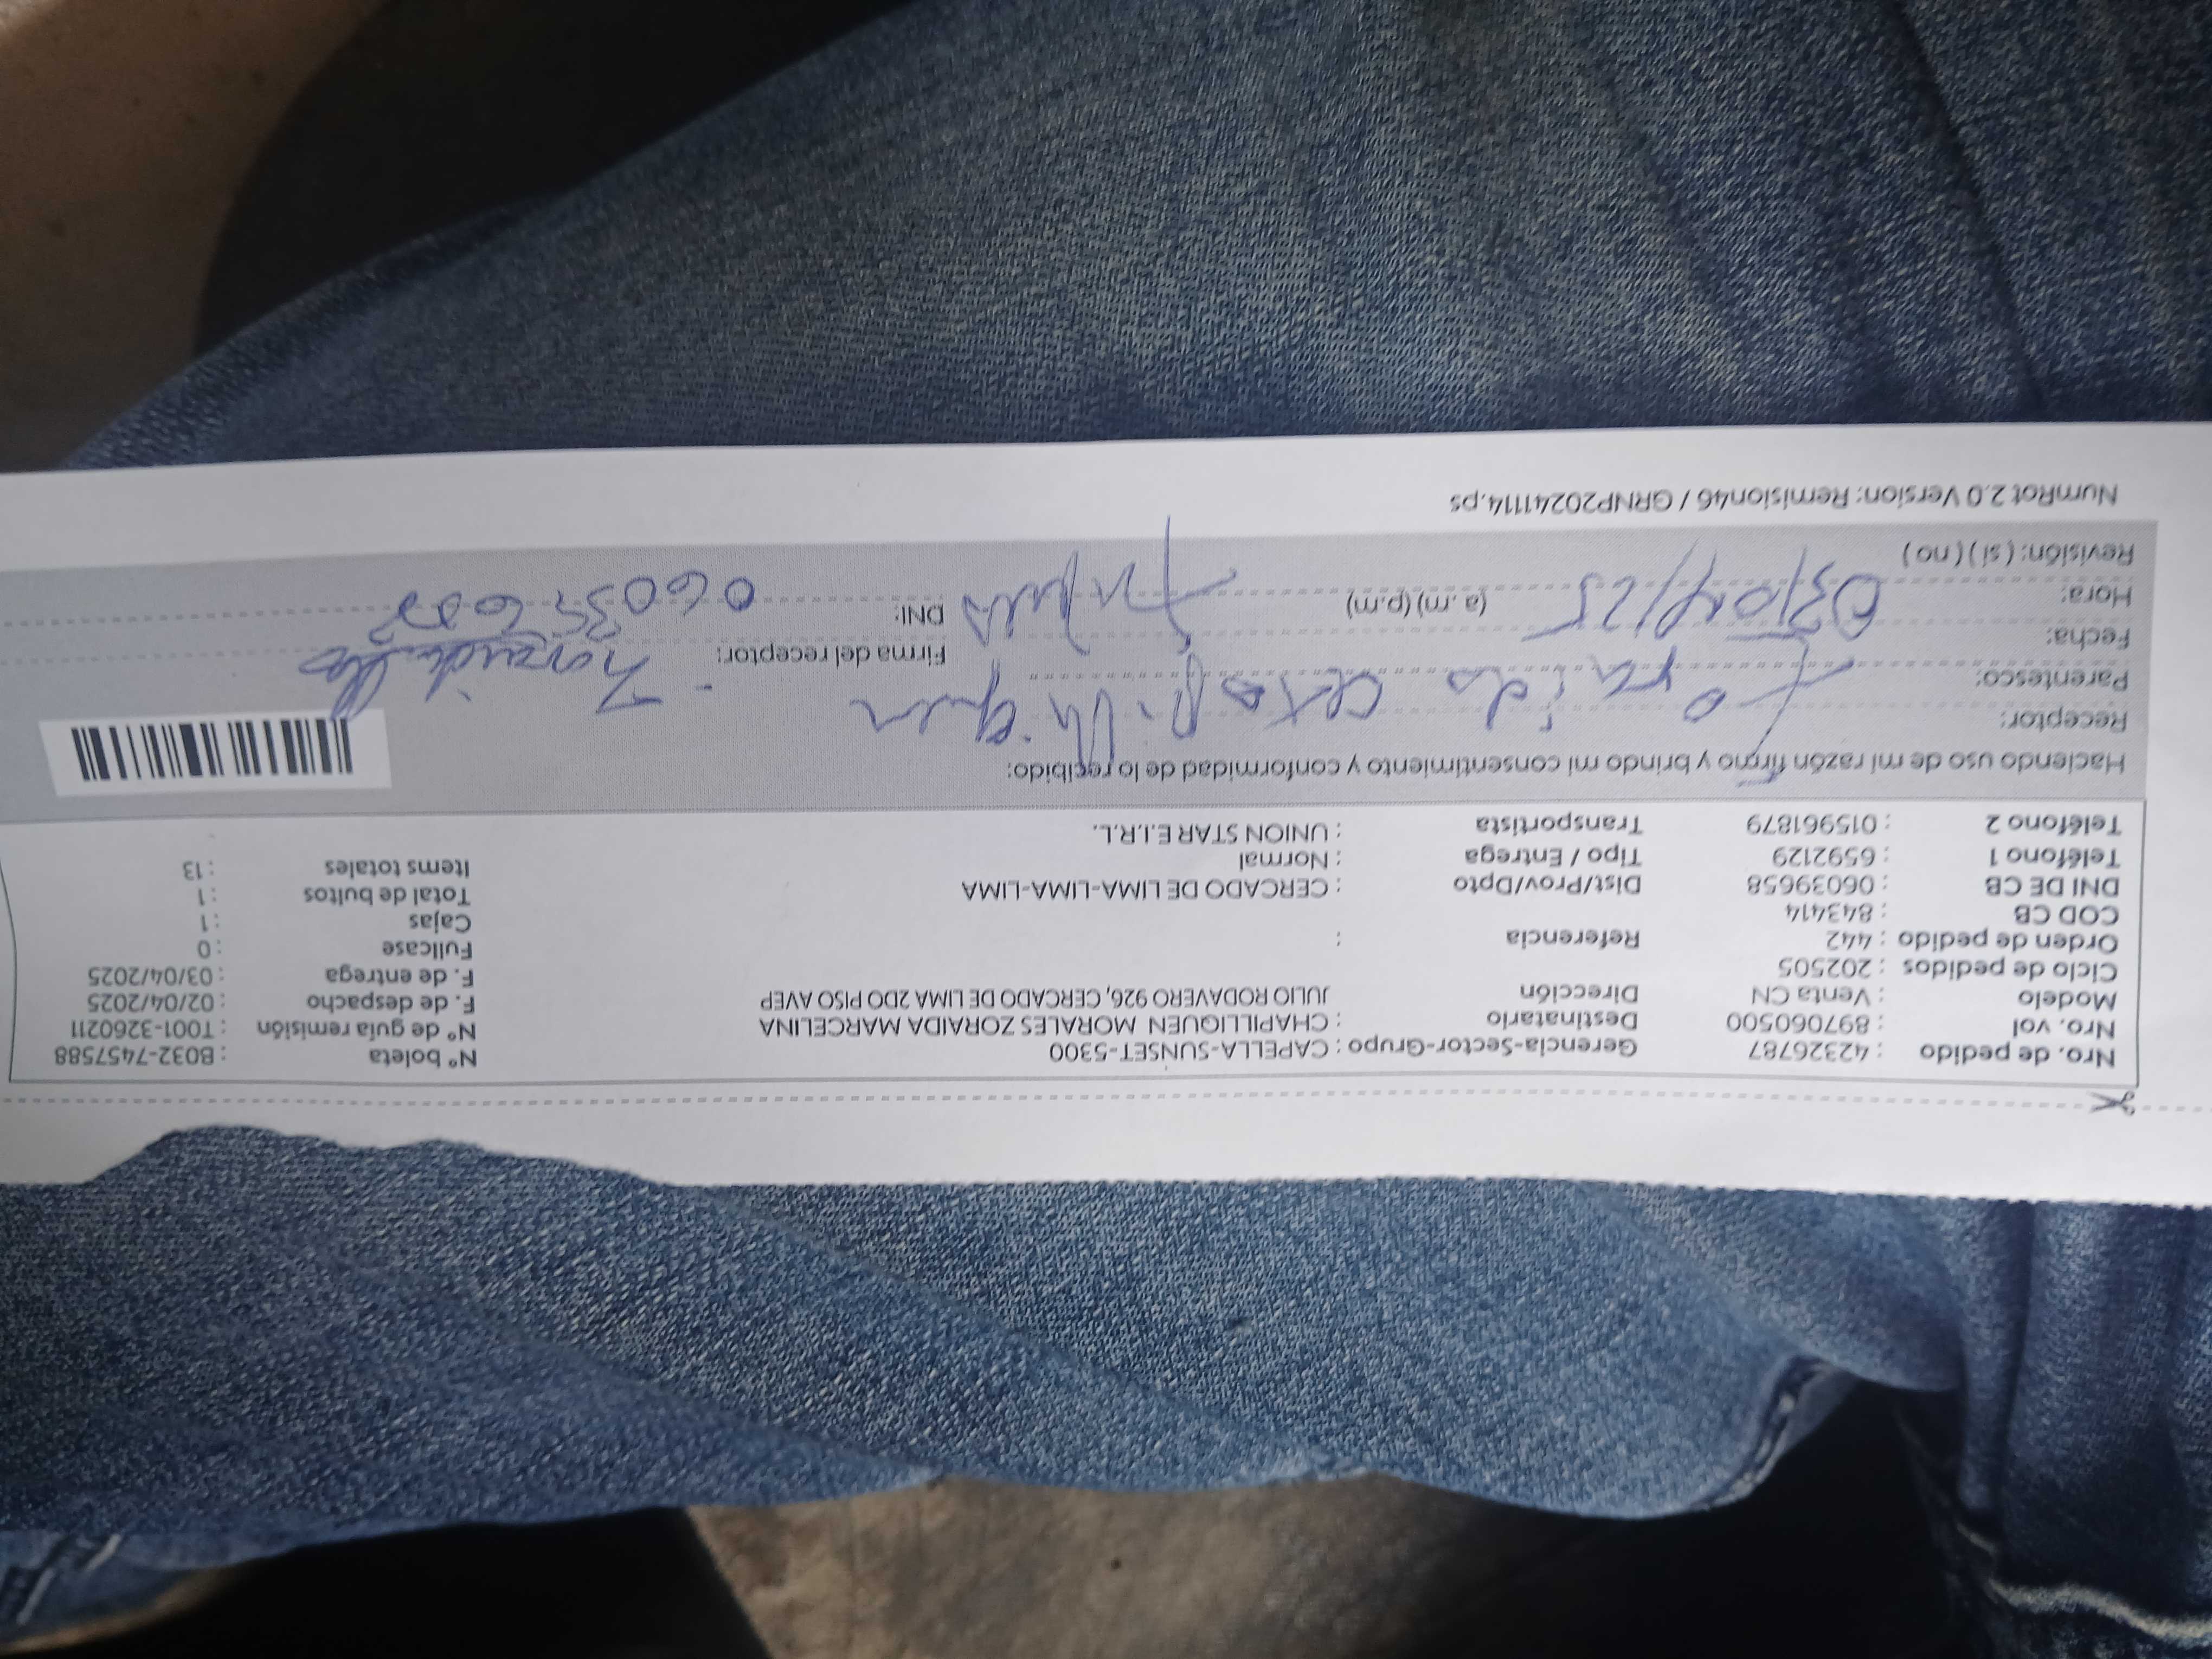 Nro. de pedido : 42326787 Gerencia-Sector-Grupo : CAPELLA-SUNSET-5300 Nº boleta : B032-7457588
Nro. vol : 897060500 Destinatario : CHAPILLIQUEN MORALES ZORAIDA MARCELINA Nº de guía remisión : T001-3260211
Modelo : Venta CN Dirección : JULIO RODAVERO 926, CERCADO DE LIMA 2DO PISO AVEP F. de despacho : 02/04/2025
Ciclo de pedidos : 202505 F. de entrega : 03/04/2025
Orden de pedido : 442 Referencia : Fullcase : 0
COD CB : 843414 Cajas : 1
DNI DE CB : 06039658 Dist/Prov/Dpto : CERCADO DE LIMA-LIMA-LIMA Total de bultos : 1
Teléfono 1 : 6592129 Tipo / Entrega : Normal Items totales : 13
Teléfono 2 : 015961879 Transportista : UNION STAR E.I.R.L.
Haciendo uso de mi razón firmo y brindo mi consentimiento y conformidad de lo recibido:
Receptor: Zoraida
Parentesco:
Fecha: 03/04/25 Firma del receptor:
Hora: (a.m) (p.m) DNI:
Revisión: ( si ) ( no )
NumRot 2.0 Version: Remision46 / GRNP20241114.ps